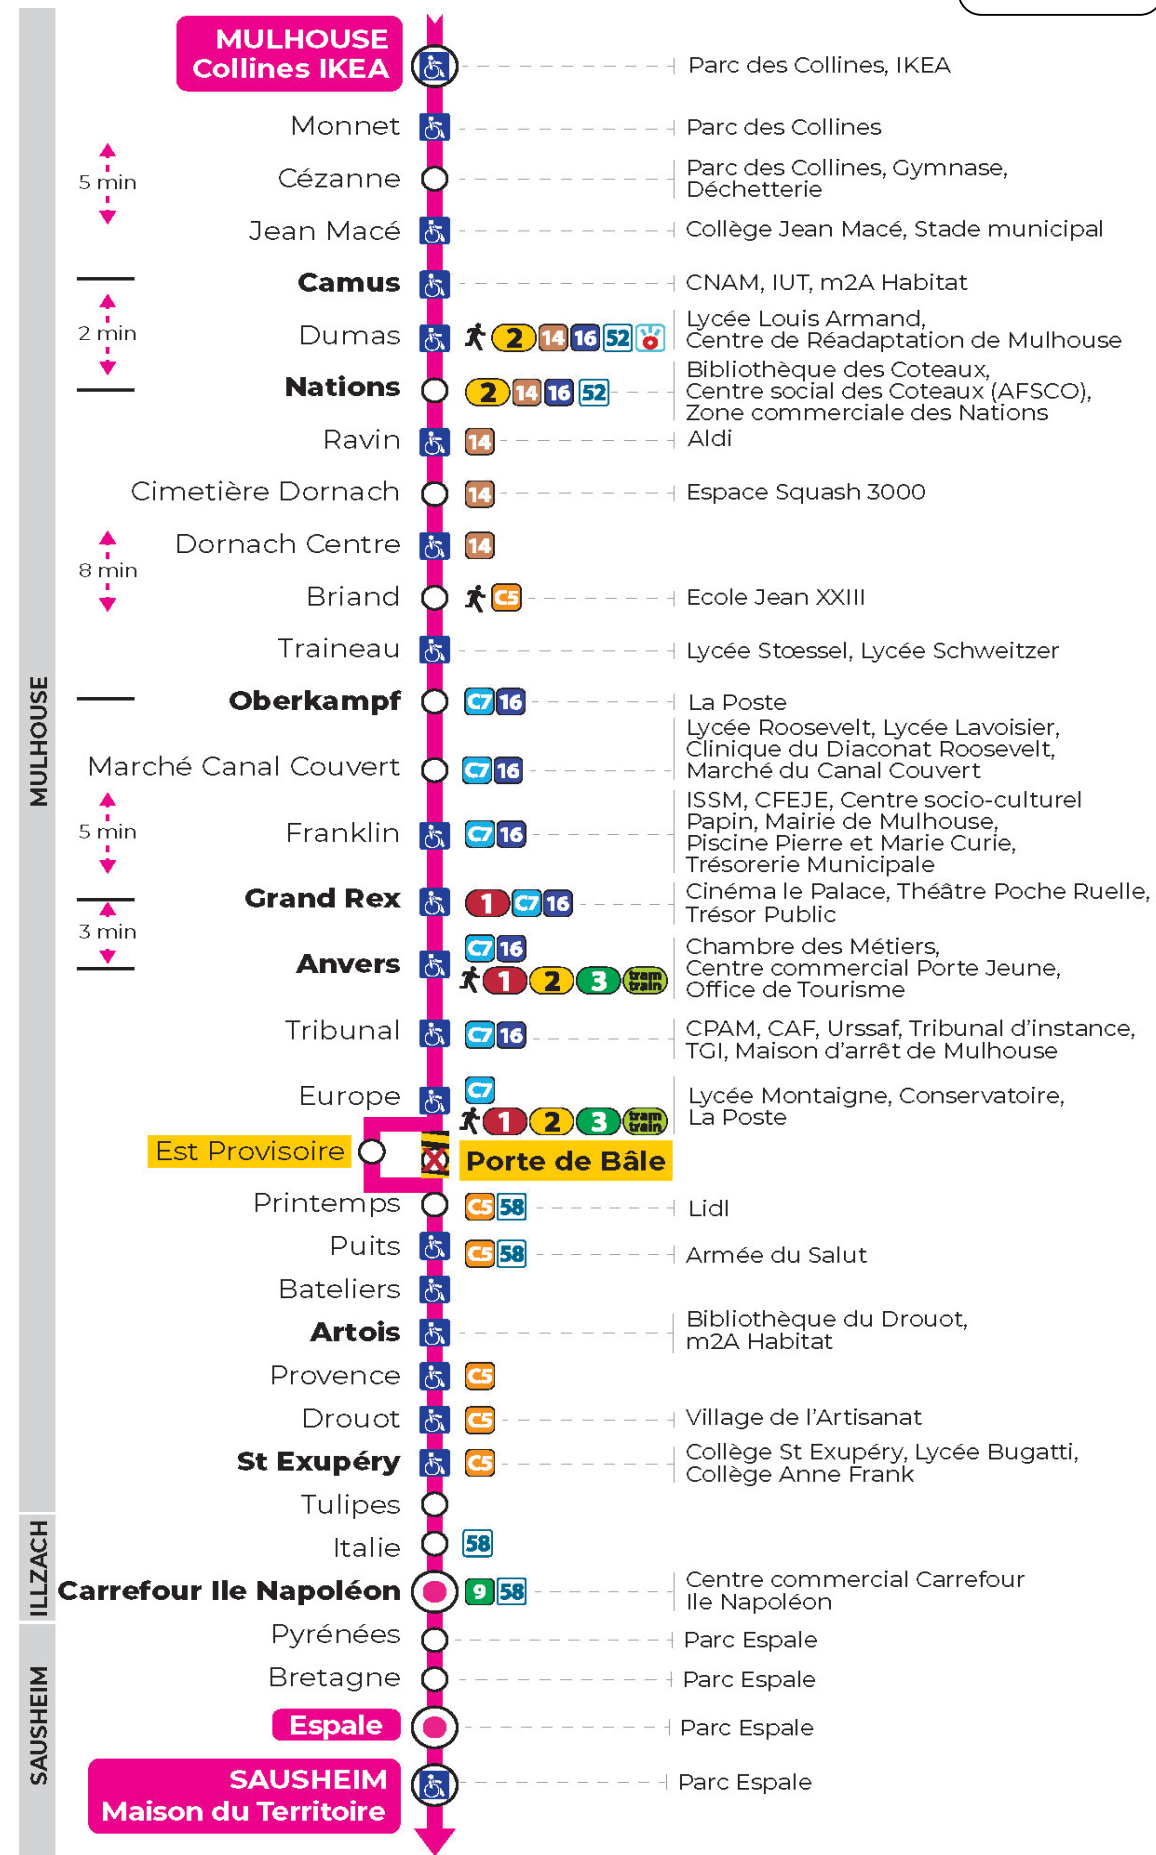 MULHOUSE
Collines IKEA
Parc des Collines, IKEA
Monnet
Parc des Collines
5 min
Cézanne
Parc des Collines, Gymnase,
Déchetterie
Jean Macé
Collège Jean Macé, Stade municipal
Camus
CNAM, IUT, m2A Habitat
2 min
Dumas
2 14 16 52
Lycée Louis Armand,
Centre de Réadaptation de Mulhouse
Nations
2 14 16 52
Bibliothèque des Coteaux,
Centre social des Coteaux (AFSCO),
Zone commerciale des Nations
Ravin
14
Aldi
Cimetière Dornach
14
Espace Squash 3000
Dornach Centre
14
8 min
Briand
C5
Ecole Jean XXIII
Traineau
Lycée Stœssel, Lycée Schweitzer
Oberkampf
C7 16
La Poste
Marché Canal Couvert
C7 16
Lycée Roosevelt, Lycée Lavoisier,
Clinique du Diaconat Roosevelt,
Marché du Canal Couvert
5 min
Franklin
C7 16
ISSM, CFEJE, Centre socio-culturel
Papin, Mairie de Mulhouse,
Piscine Pierre et Marie Curie,
Trésorerie Municipale
Grand Rex
1 C7 16
Cinéma le Palace, Théâtre Poche Ruelle,
Trésor Public
3 min
Anvers
C7 16
1 2 3 tram train
Chambre des Métiers,
Centre commercial Porte Jeune,
Office de Tourisme
Tribunal
C7 16
CPAM, CAF, Urssaf, Tribunal d'instance,
TGI, Maison d'arrêt de Mulhouse
Europe
C7
1 2 3 tram train
Lycée Montaigne, Conservatoire,
La Poste
Est Provisoire
Porte de Bâle
Printemps
C5 58
Lidl
Puits
C5 58
Armée du Salut
Bateliers
Artois
Bibliothèque du Drouot,
m2A Habitat
Provence
C5
Drouot
C5
Village de l'Artisanat
St Exupéry
C5
Collège St Exupéry, Lycée Bugatti,
Collège Anne Frank
Tulipes
Italie
58
Carrefour Ile Napoléon
9 58
Centre commercial Carrefour
Ile Napoléon
Pyrénées
Parc Espale
Bretagne
Parc Espale
Espale
Parc Espale
SAUSHEIM
Maison du Territoire
Parc Espale
MULHOUSE
ILLZACH
SAUSHEIM